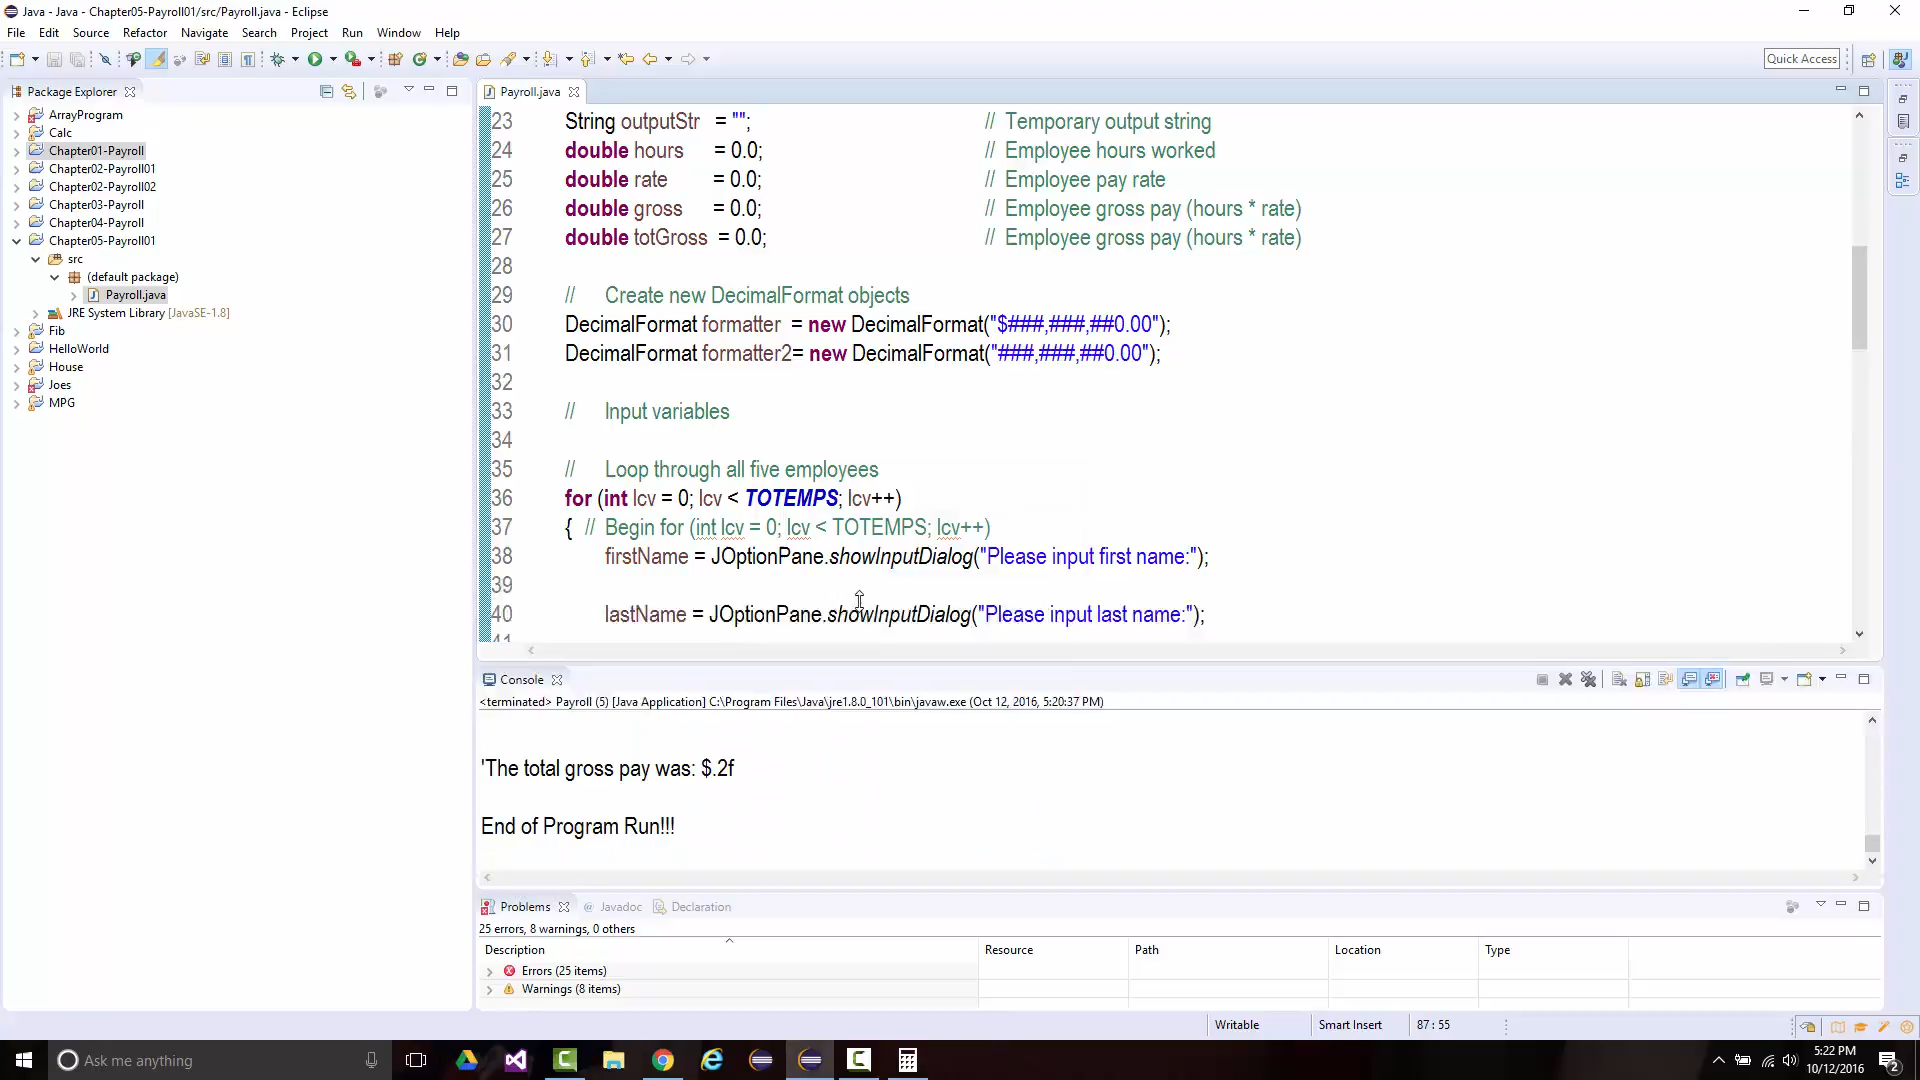 Java - Java - Chapter05-Payroll01/src/Payroll.java - Eclipse
File Edit Source Refactor Navigate Search Project Run Window Help
Quick Access
Package Explorer
ArrayProgram
Calc
Chapter01-Payroll
Chapter02-Payroll01
Chapter02-Payroll02
Chapter03-Payroll
Chapter04-Payroll
Chapter05-Payroll01
src
(default package)
Payroll.java
JRE System Library [JavaSE-1.8]
Fib
HelloWorld
House
Joes
MPG
Payroll.java
23 String outputStr = ""; // Temporary output string
24 double hours = 0.0; // Employee hours worked
25 double rate = 0.0; // Employee pay rate
26 double gross = 0.0; // Employee gross pay (hours * rate)
27 double totGross = 0.0; // Employee gross pay (hours * rate)
28
29 // Create new DecimalFormat objects
30 DecimalFormat formatter = new DecimalFormat("$###,###,##0.00");
31 DecimalFormat formatter2= new DecimalFormat("###,###,##0.00");
32
33 // Input variables
34
35 // Loop through all five employees
36 for (int lcv = 0; lcv < TOTEMPS; lcv++)
37 { // Begin for (int lcv = 0; lcv < TOTEMPS; lcv++)
38 firstName = JOptionPane.showInputDialog("Please input first name:");
39
40 lastName = JOptionPane.showInputDialog("Please input last name:");
41
Console
<terminated> Payroll (5) [Java Application] C:\Program Files\Java\jre1.8.0_101\bin\javaw.exe (Oct 12, 2016, 5:20:37 PM)
'The total gross pay was: $.2f
End of Program Run!!!
Problems @ Javadoc Declaration
25 errors, 8 warnings, 0 others
Description Resource Path Location Type
Errors (25 items)
Warnings (8 items)
Writable Smart Insert 87 : 55
Ask me anything
5:22 PM
10/12/2016
2